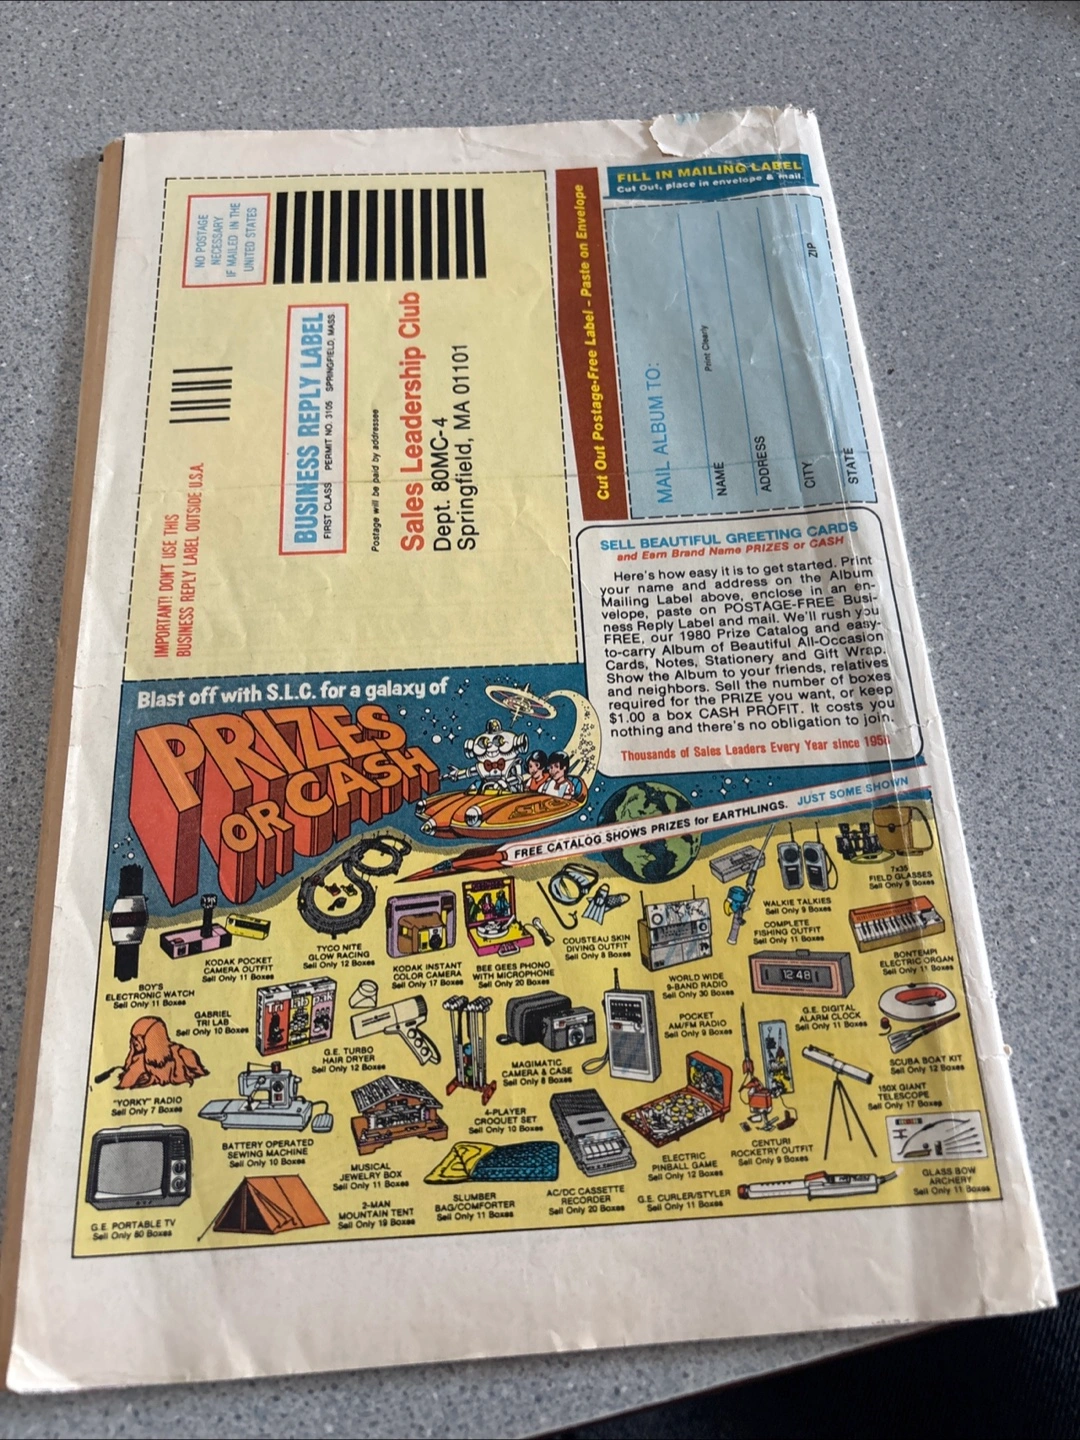 NO POSTAGE
NECESSARY
IF MAILED IN THE
UNITED STATES
IMPORTANT! DON'T USE THIS
BUSINESS REPLY LABEL OUTSIDE U.S.A.
BUSINESS REPLY LABEL
FIRST CLASS PERMIT NO. 3105 SPRINGFIELD, MASS.
Postage will be paid by addressee
Sales Leadership Club
Dept. 80MC-4
Springfield, MA 01101
Cut Out Postage-Free Label - Paste on Envelope
FILL IN MAILING LABEL
Cut Out, place in envelope & mail.
MAIL ALBUM TO:
Print Clearly
NAME
ADDRESS
CITY
STATE
ZIP
SELL BEAUTIFUL GREETING CARDS
and Earn Brand Name PRIZES or CASH
Here's how easy it is to get started. Print
your name and address on the Album
Mailing Label above, enclose in an en-
velope, paste on POSTAGE-FREE Busi-
ness Reply Label and mail. We'll rush you
FREE, our 1980 Prize Catalog and easy-
to-carry Album of Beautiful All-Occasion
Cards, Notes, Stationery and Gift Wrap.
Show the Album to your friends, relatives
and neighbors. Sell the number of boxes
required for the PRIZE you want, or keep
$1.00 a box CASH PROFIT. It costs you
nothing and there's no obligation to join.
Thousands of Sales Leaders Every Year since 1950
Blast off with S.L.C. for a galaxy of
PRIZES
OR CASH
SLC
FREE CATALOG SHOWS PRIZES for EARTHLINGS. JUST SOME SHOWN
BOY'S
ELECTRONIC WATCH
Sell Only 11 Boxes
KODAK POCKET
CAMERA OUTFIT
Sell Only 11 Boxes
TYCO NITE
GLOW RACING
Sell Only 12 Boxes
KODAK INSTANT
COLOR CAMERA
Sell Only 17 Boxes
BEE GEES PHONO
WITH MICROPHONE
Sell Only 20 Boxes
COUSTEAU SKIN
DIVING OUTFIT
Sell Only 8 Boxes
WORLD WIDE
9-BAND RADIO
Sell Only 30 Boxes
COMPLETE
FISHING OUTFIT
Sell Only 11 Boxes
WALKIE TALKIES
Sell Only 9 Boxes
7x35
FIELD GLASSES
Sell Only 9 Boxes
BONTEMPI
ELECTRIC ORGAN
Sell Only 11 Boxes
GABRIEL
TRI LAB
Sell Only 10 Boxes
Tri Lab pak
G.E. TURBO
HAIR DRYER
Sell Only 12 Boxes
MAGIMATIC
CAMERA & CASE
Sell Only 8 Boxes
POCKET
AM/FM RADIO
Sell Only 9 Boxes
12 48
G.E. DIGITAL
ALARM CLOCK
Sell Only 11 Boxes
SCUBA BOAT KIT
Sell Only 12 Boxes
"YORKY" RADIO
Sell Only 7 Boxes
BATTERY OPERATED
SEWING MACHINE
Sell Only 10 Boxes
MUSICAL
JEWELRY BOX
Sell Only 11 Boxes
4-PLAYER
CROQUET SET
Sell Only 10 Boxes
ELECTRIC
PINBALL GAME
Sell Only 12 Boxes
CENTURI
ROCKETRY OUTFIT
Sell Only 9 Boxes
150X GIANT
TELESCOPE
Sell Only 17 Boxes
G.E. PORTABLE TV
Sell Only 50 Boxes
2-MAN
MOUNTAIN TENT
Sell Only 19 Boxes
SLUMBER
BAG/COMFORTER
Sell Only 11 Boxes
AC/DC CASSETTE
RECORDER
Sell Only 20 Boxes
G.E. CURLER/STYLER
Sell Only 11 Boxes
GLASS BOW
ARCHERY
Sell Only 11 Boxes